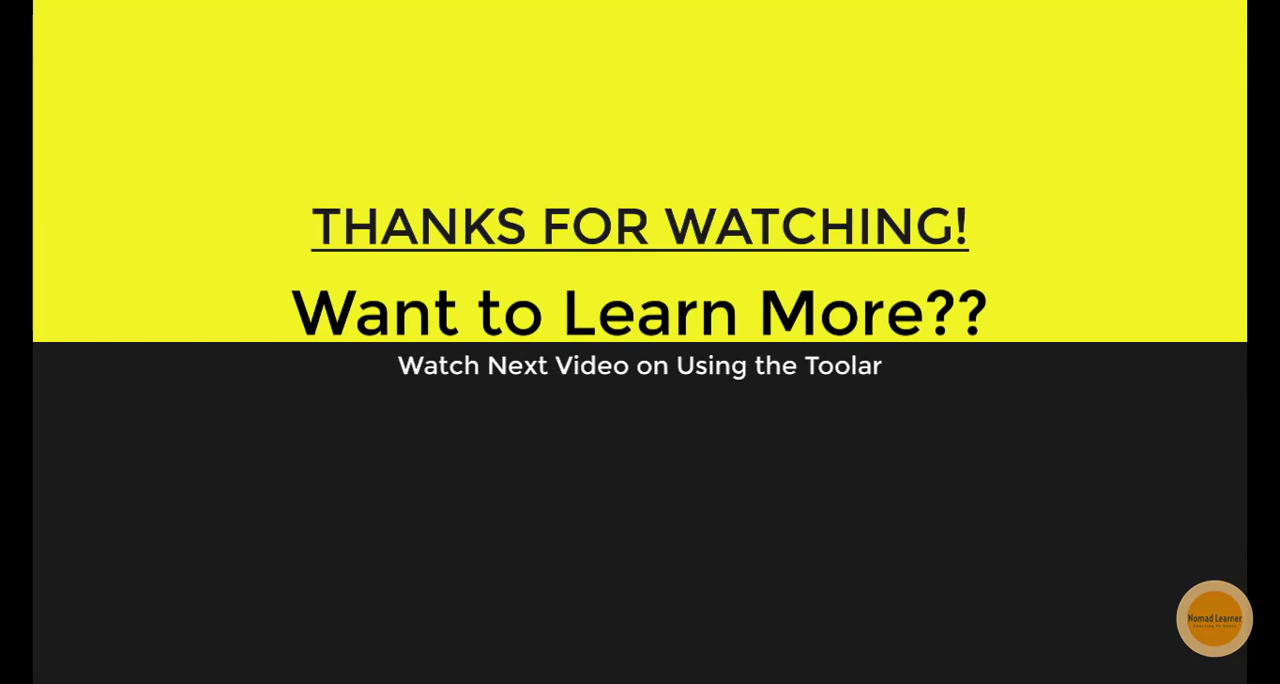 THANKS FOR WATCHING!
Want to Learn More??
Watch Next Video on Using the Toolar
Nomad Learner